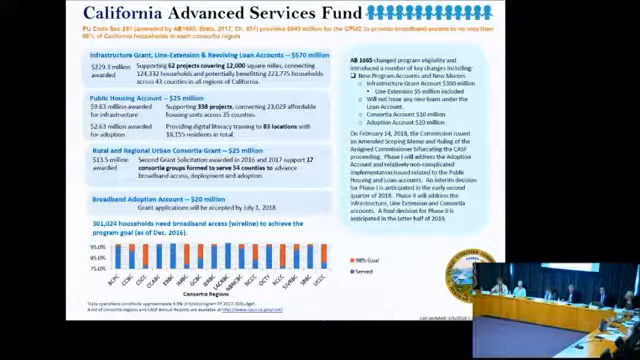 California Advanced Services Fund
PU Code Sec 281 (amended by AB1665, Stats. 2017, Ch. 851) provides $645 million for the CPUC to provide broadband access to no less than
98% of California households in each consortia region
Infrastructure Grant, Line-Extension & Revolving Loan Accounts – $570 million
$229.3 million
awarded
Supporting 62 projects covering 12,000 square miles, connecting
124,332 households and potentially benefitting 223,775 households
across 43 counties in all regions of California.
Public Housing Account – $25 million
$9.63 million awarded
for infrastructure
Supporting 338 projects, connecting 23,029 affordable
housing units across 35 counties.
$2.63 million awarded
for adoption
Providing digital literacy training to 83 locations with
residents in total.
Rural and Regional Urban Consortia Grant – $25 million
$13.5 million
awarded
Second Grant Solicitation awarded in 2016 and 2017 support 17
consortia groups formed to serve 54 counties to advance
broadband access, deployment and adoption.
Broadband Adoption Account – $20 million
Grant applications will be accepted by July 1, 2018.
301,024 households need broadband access (wireline) to achieve the
program goal (as of Dec. 2016).
95.0%
85.0%
75.0%
Consortia Regions
98% Goal
Served
AB 1665 changed program eligibility and
introduced a number of key changes including:
New Program Accounts and New Monies
Infrastructure Grant Account $300 million
Line Extension $5 million included
Will not issue any new loans under the
Loan Account.
Consortia Account $10 million
Adoption Account $20 million
On February 14, 2018, the Commission issued
an Amended Scoping Memo and Ruling of the
Assigned Commissioner bifurcating the CASF
proceeding. Phase I will address the Adoption
Account and relatively non-complicated
implementation issues related to the Public
Housing and Loan accounts. An interim decision
for Phase I is anticipated in the early second
quarter of 2018. Phase II will address the
Infrastructure, Line Extension and Consortia
accounts. A final decision for Phase II is
anticipated in the latter half of 2018.